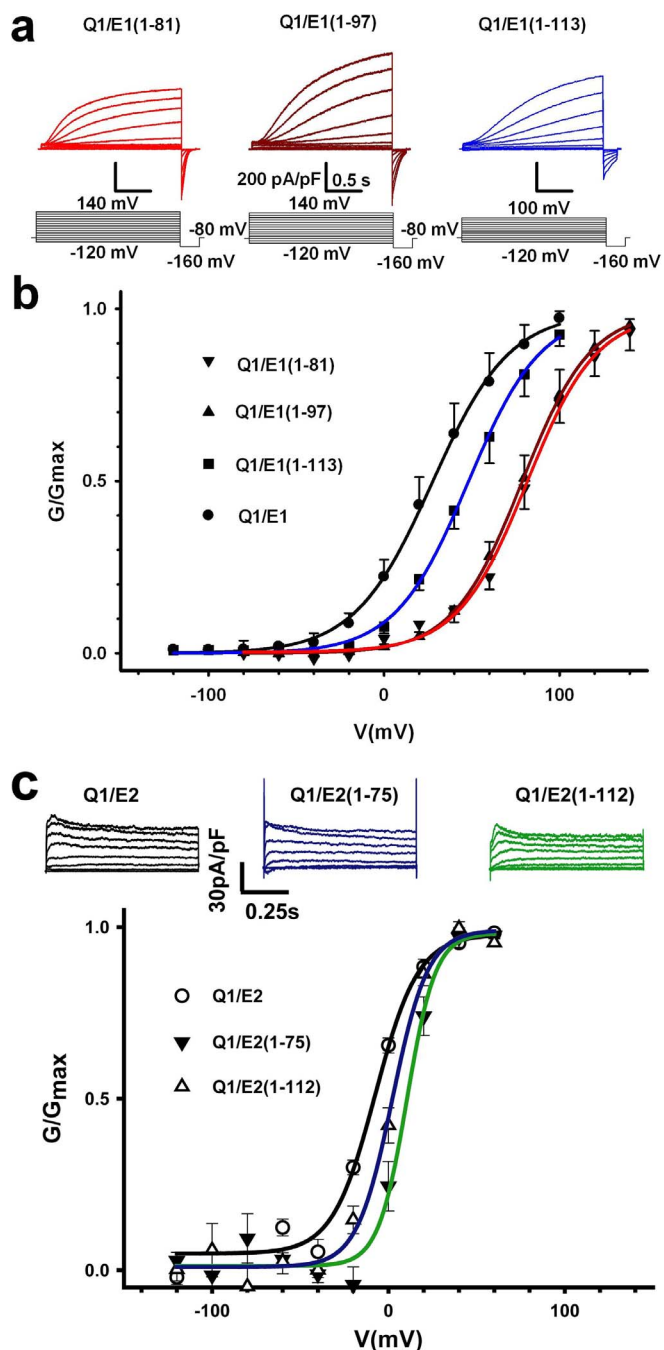 a
Q1/E1(1-81) Q1/E1(1-97) Q1/E1(1-113)
200 pA/pF 0.5 s
140 mV 140 mV 100 mV
-80 mV -80 mV
-120 mV -120 mV -120 mV
-160 mV -160 mV -160 mV
b
1.0
Q1/E1(1-81)
Q1/E1(1-97)
0.5
Q1/E1(1-113)
Q1/E1
0.0
G/Gmax
-100 0 100
V(mV)
c
Q1/E2 Q1/E2(1-75) Q1/E2(1-112)
30pA/pF
0.25s
1.0
Q1/E2
Q1/E2(1-75)
Q1/E2(1-112)
0.5
0.0
G/Gmax
-100 0 100
V(mV)